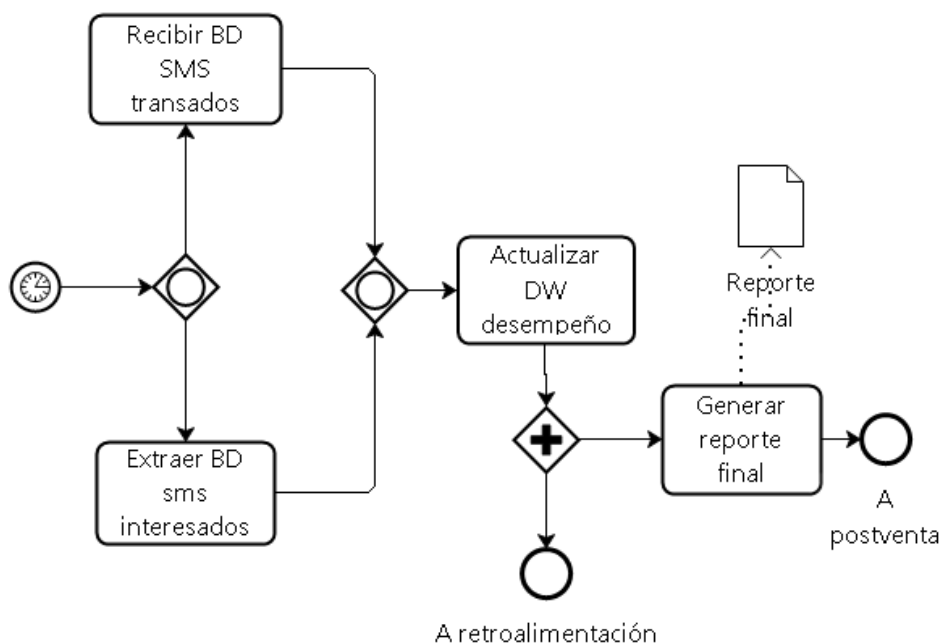 Recibir BD
SMS
transados
Extraer BD
sms
interesados
Actualizar
DW
desempeño
Reporte
final
Generar
reporte
final
A
postventa
A retroalimentación